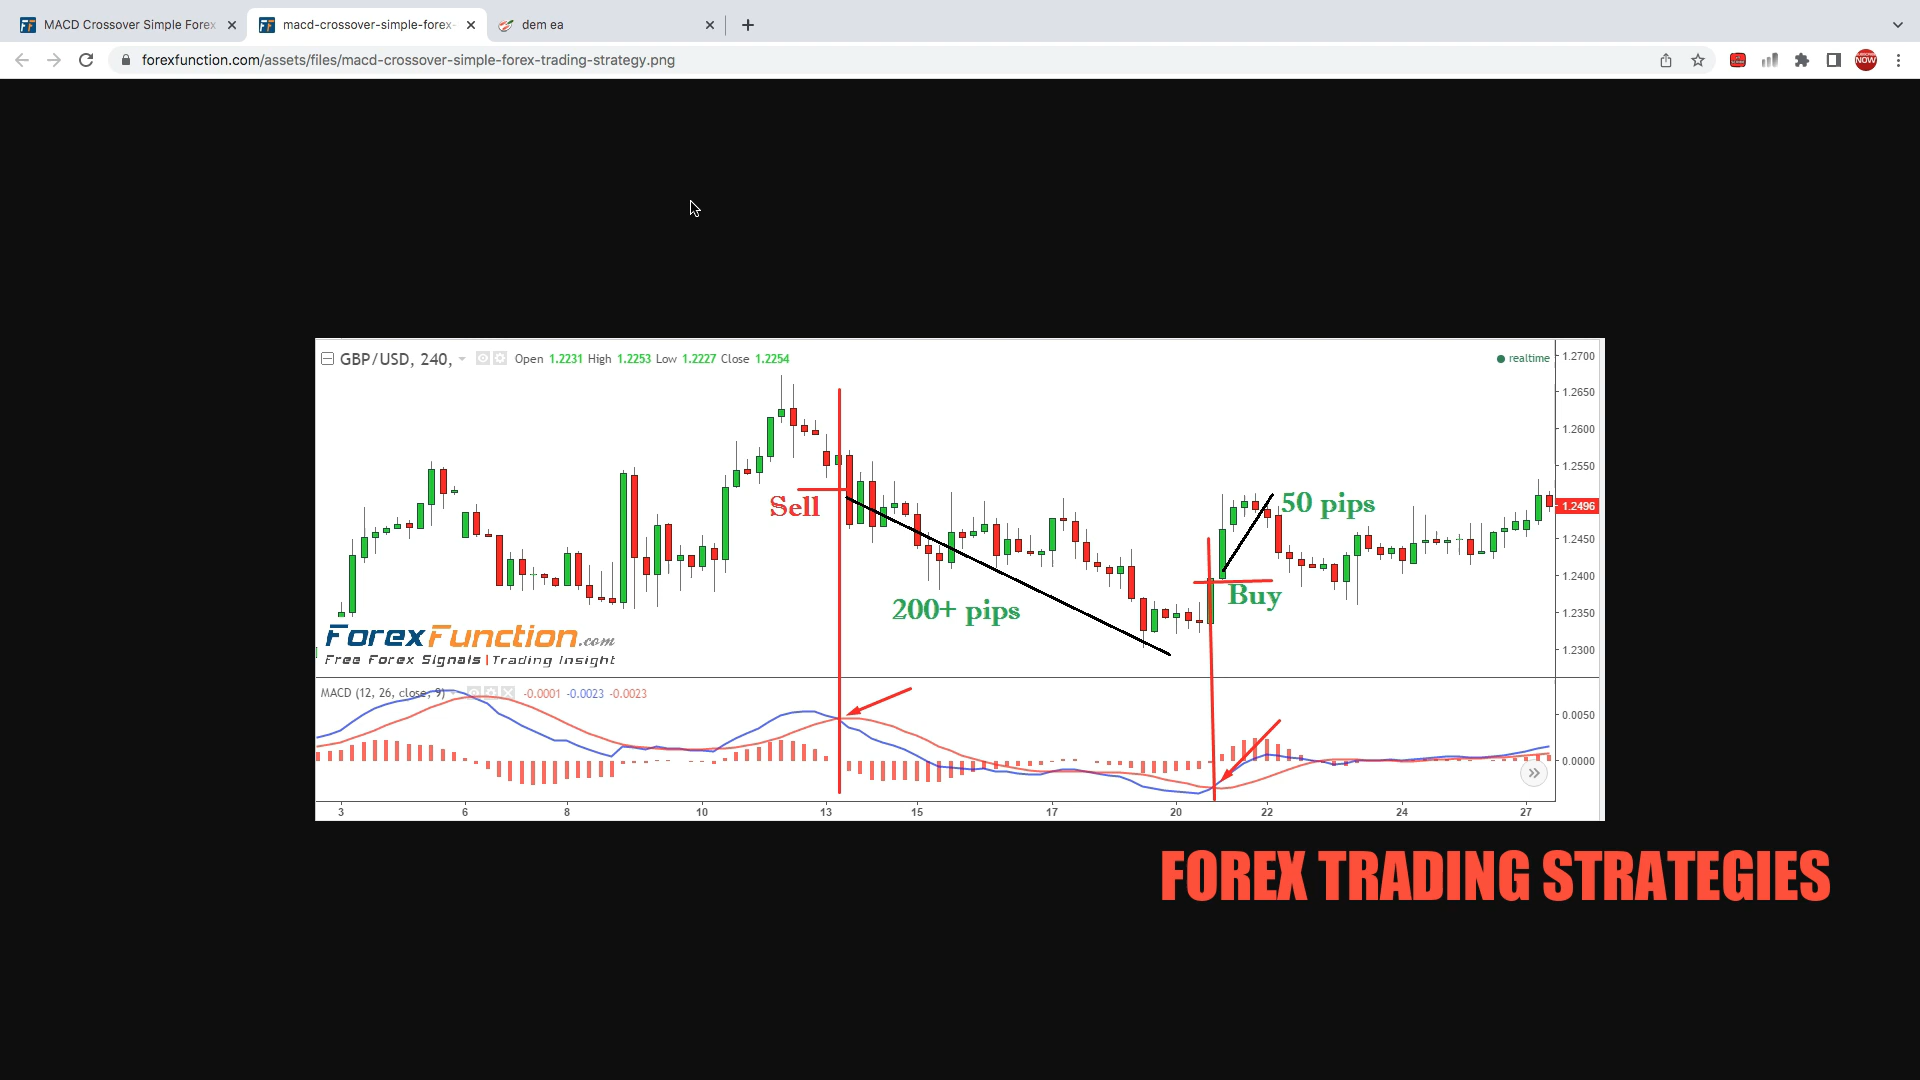 MACD Crossover Simple Forex
macd-crossover-simple-forex-
dem ea
forexfunction.com/assets/files/macd-crossover-simple-forex-trading-strategy.png
NOW
GBP/USD, 240,
Open 1.2231 High 1.2253 Low 1.2227 Close 1.2254
realtime
1.2700
1.2650
1.2600
1.2550
1.2496
1.2450
1.2400
1.2350
1.2300
Sell
50 pips
Buy
200+ pips
ForexFunction.com
Free Forex Signals | Trading Insight
MACD (12, 26, close, 9)
-0.0001 -0.0023 -0.0023
0.0050
0.0000
3 6 8 10 13 15 17 20 22 24 27
FOREX TRADING STRATEGIES